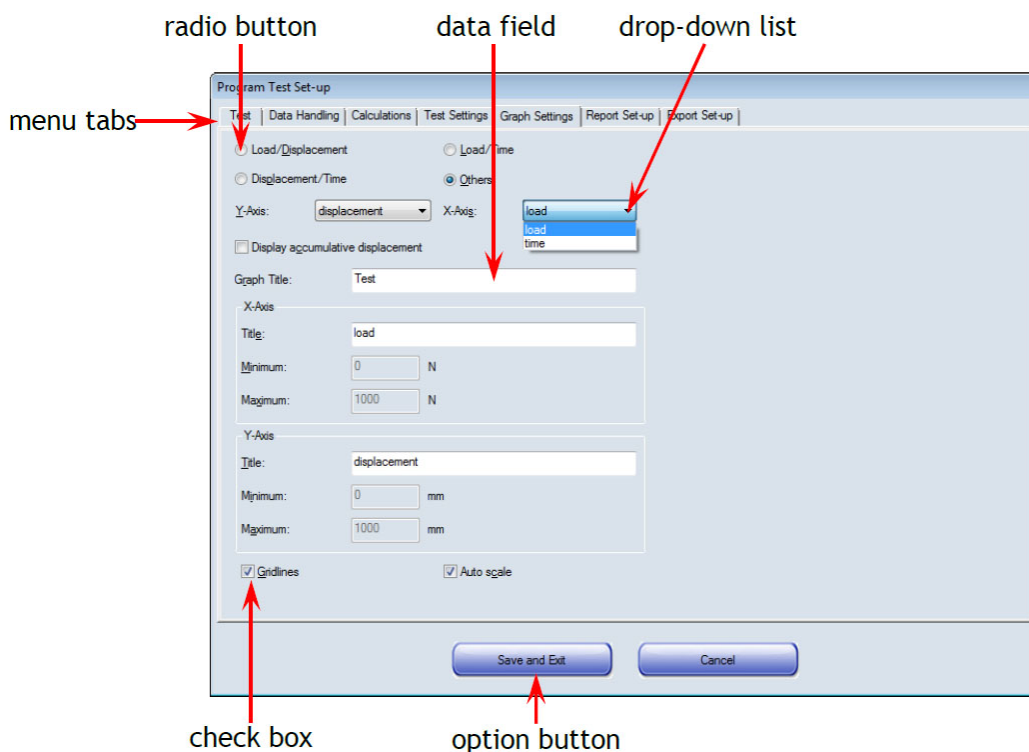 radio button data field drop-down list
Program Test Set-up
menu tabs
Test Data Handling Calculations Test Settings Graph Settings Report Set-up Export Set-up
Load/Displacement Load/Time
Displacement/Time Others
Y-Axis: displacement X-Axis: load
load
time
Display accumulative displacement
Graph Title: Test
X-Axis
Title: load
Minimum: 0 N
Maximum: 1000 N
Y-Axis
Title: displacement
Minimum: 0 mm
Maximum: 1000 mm
Gridlines Auto scale
Save and Exit Cancel
check box option button